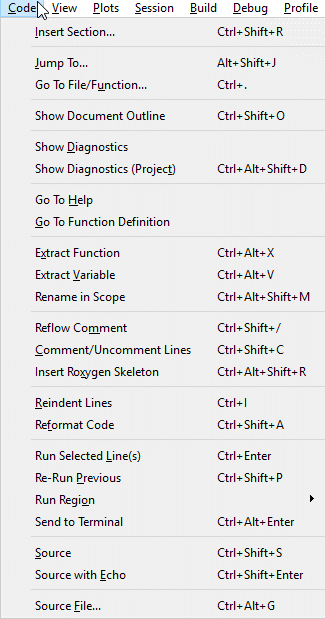 Code View Plots Session Build Debug Profile
Insert Section... Ctrl+Shift+R
Jump To... Alt+Shift+J
Go To File/Function... Ctrl+.
Show Document Outline Ctrl+Shift+O
Show Diagnostics
Show Diagnostics (Project) Ctrl+Alt+Shift+D
Go To Help
Go To Function Definition
Extract Function Ctrl+Alt+X
Extract Variable Ctrl+Alt+V
Rename in Scope Ctrl+Alt+Shift+M
Reflow Comment Ctrl+Shift+/
Comment/Uncomment Lines Ctrl+Shift+C
Insert Roxygen Skeleton Ctrl+Alt+Shift+R
Reindent Lines Ctrl+I
Reformat Code Ctrl+Shift+A
Run Selected Line(s) Ctrl+Enter
Re-Run Previous Ctrl+Shift+P
Run Region
Send to Terminal Ctrl+Alt+Enter
Source Ctrl+Shift+S
Source with Echo Ctrl+Shift+Enter
Source File... Ctrl+Alt+G